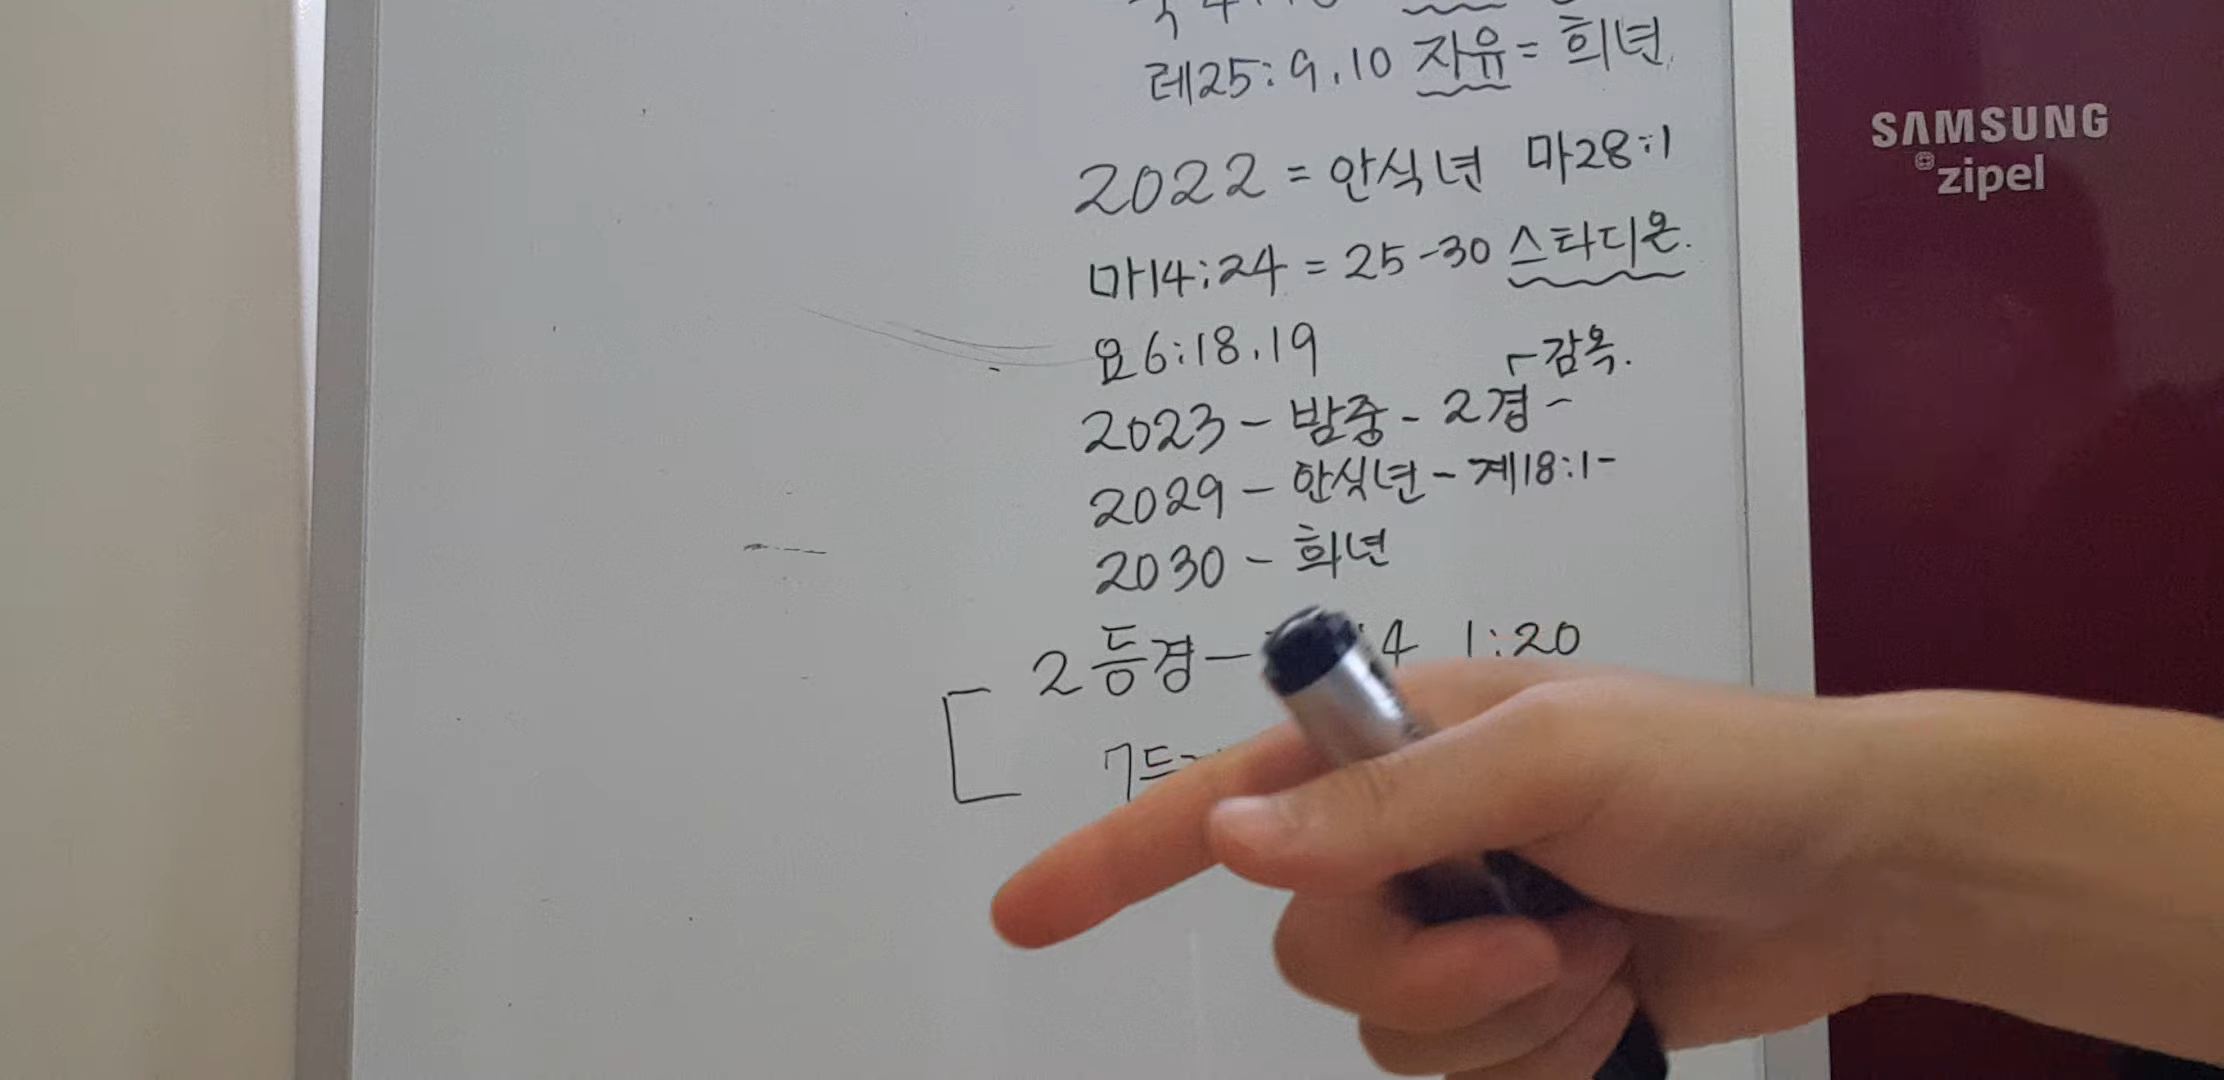 레25:9.10 자유=희년.
2022=안식년 마28:1
마14:24=25-30 스타디온.
요6:18.19
감옥.
2023-밤중-2경-
2029-안식년-계18:1-
2030-희년
2등경- 1:20
SAMSUNG
zipel